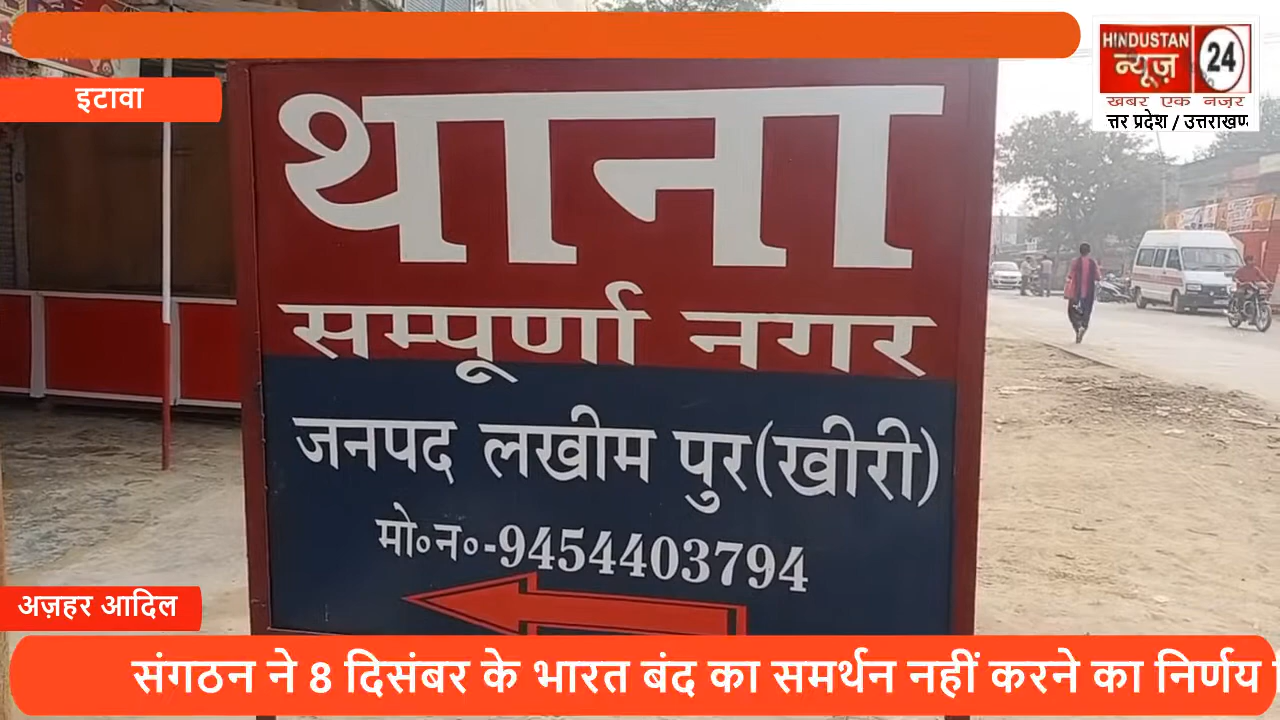 HINDUSTAN
न्यूज़ 24
खबर एक नज़र
त्तर प्रदेश / उत्तराखण्ड
इटावा
थाना
सम्पूर्णा नगर
जनपद लखीम पुर(खीरी)
मो०न०-9454403794
अज़हर आदिल
संगठन ने 8 दिसंबर के भारत बंद का समर्थन नहीं करने का निर्णय